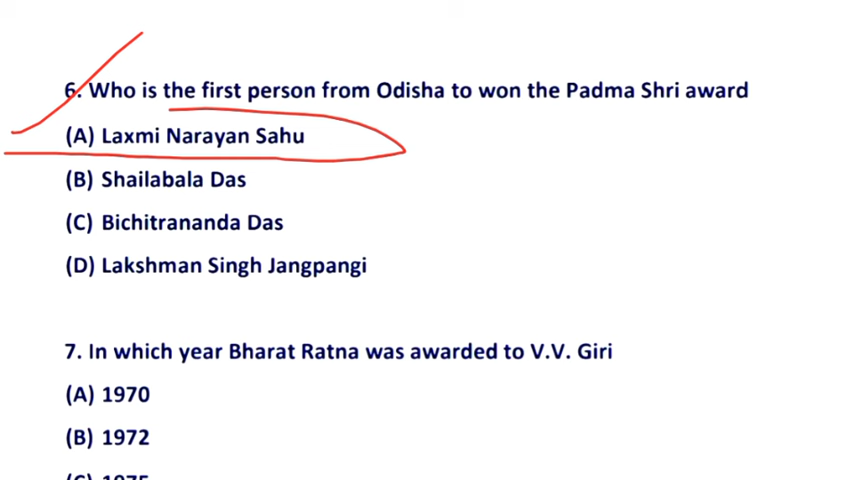 6. Who is the first person from Odisha to won the Padma Shri award
(A) Laxmi Narayan Sahu
(B) Shailabala Das
(C) Bichitrananda Das
(D) Lakshman Singh Jangpangi
7. In which year Bharat Ratna was awarded to V.V. Giri
(A) 1970
(B) 1972
(C) 1975